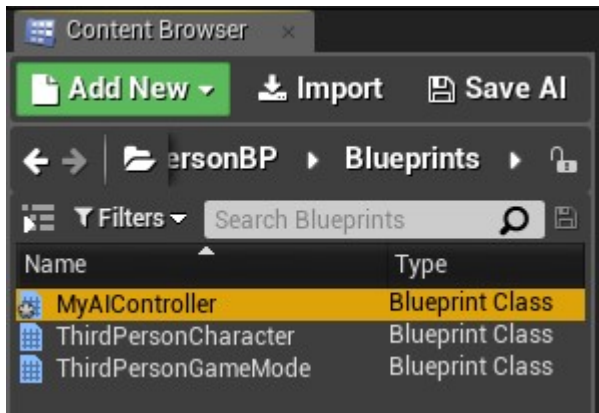 Content Browser
Add New Import Save Al
ersonBP Blueprints
Filters Search Blueprints
Name Type
MyAIController Blueprint Class
ThirdPersonCharacter Blueprint Class
ThirdPersonGameMode Blueprint Class